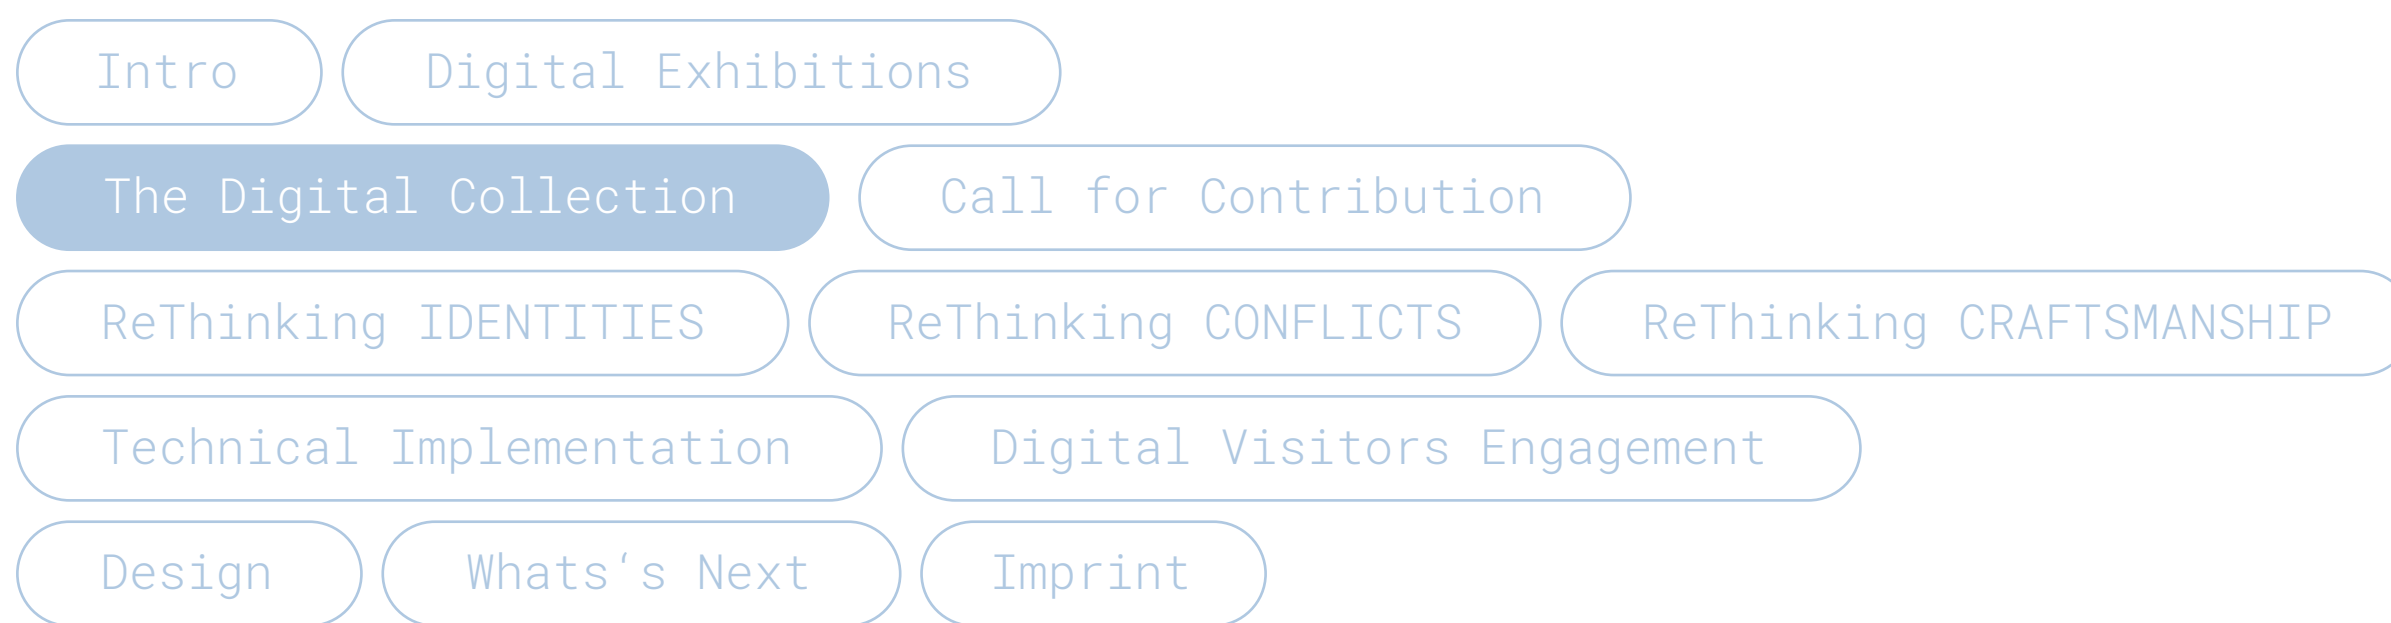 Intro Digital Exhibitions
The Digital Collection Call for Contribution
ReThinking IDENTITIES ReThinking CONFLICTS ReThinking CRAFTSMANSHIP
Technical Implementation Digital Visitors Engagement
Design Whats‘s Next Imprint